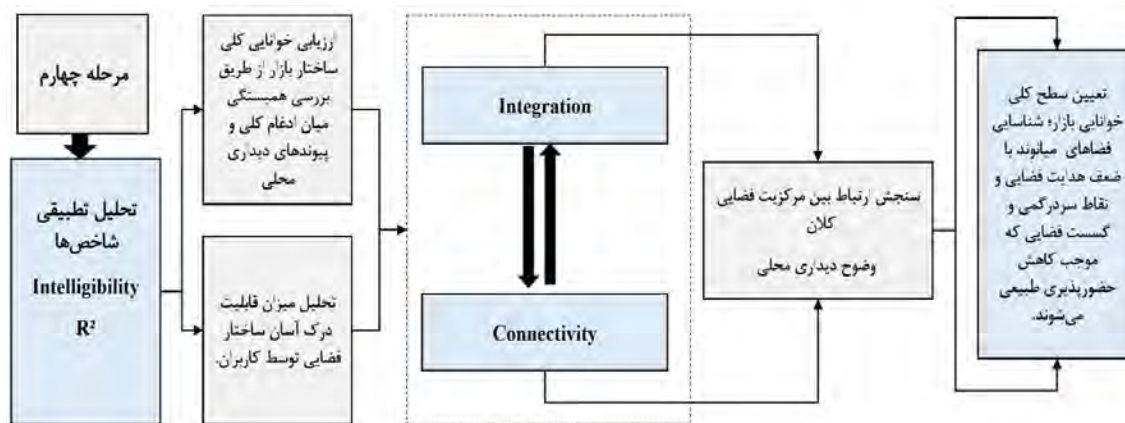 مرحله چهارم
تحلیل تطبیقی
شاخص‌ها
Intelligibility
R²
ارزیابی خوانایی کلی
ساختار بازار از طریق
بررسی همبستگی
میان ادغام کلی و
پیوندهای دیداری
محلی
تحلیل میزان قابلیت
درک آسان ساختار
فضایی توسط کاربران.
Integration
Connectivity
سنجش ارتباط بین مرکزیت فضایی
کلان
وضوح دیداری محلی
تعیین سطح کلی
خوانایی بازار؛ شناسایی
فضاهای میانوند با
ضعف هدایت فضایی و
نقاط سردرگمی و
گسست فضایی که
موجب کاهش
حضورپذیری طبیعی
می‌شوند.